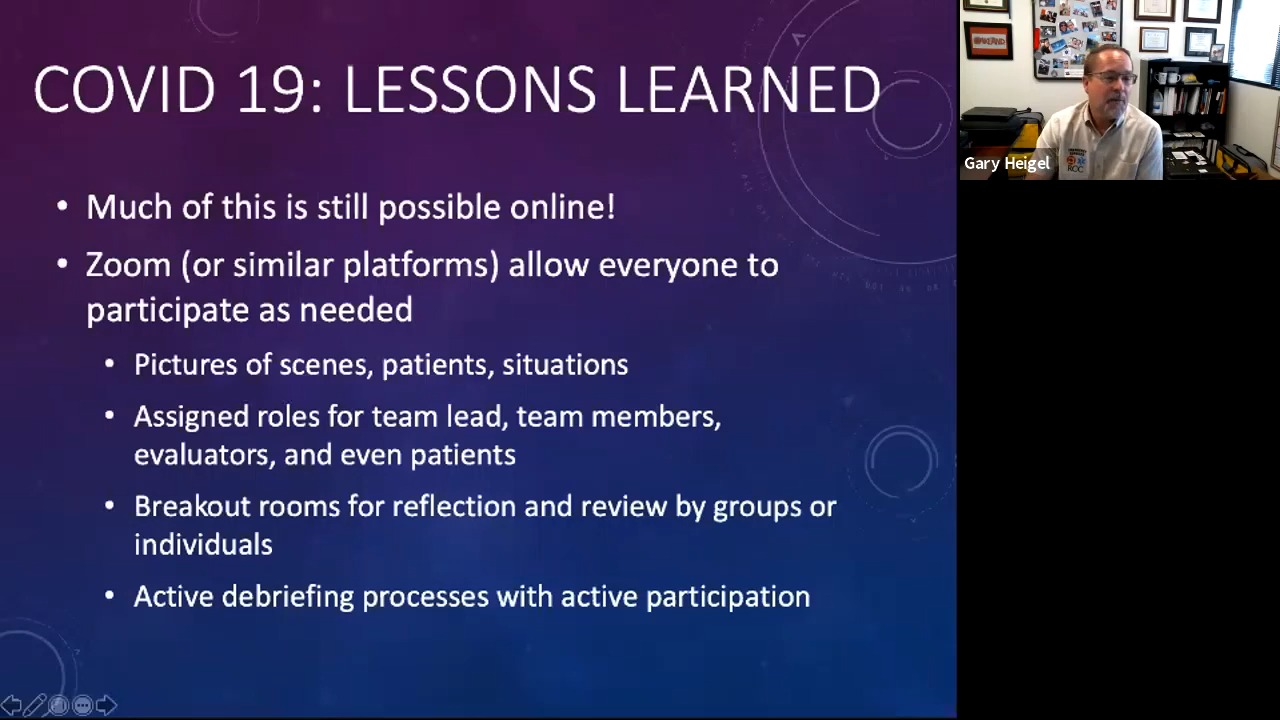 COVID 19: LESSONS LEARNED
• Much of this is still possible online!
• Zoom (or similar platforms) allow everyone to
participate as needed
• Pictures of scenes, patients, situations
• Assigned roles for team lead, team members,
evaluators, and even patients
• Breakout rooms for reflection and review by groups or
individuals
• Active debriefing processes with active participation
Gary Heigel
RCC